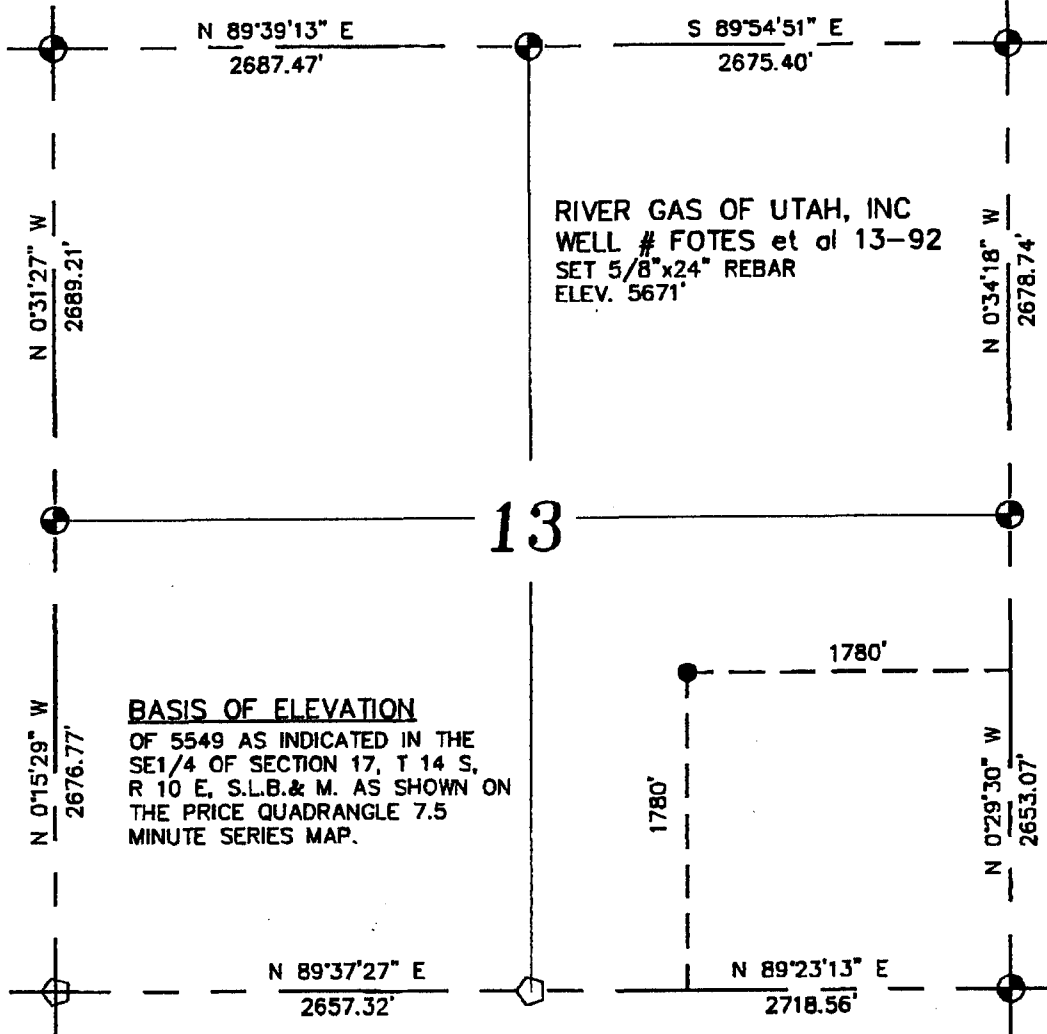 N 89°39'13" E
2687.47'
S 89°54'51" E
2675.40'
N 0°31'27" W
2689.21'
RIVER GAS OF UTAH, INC
WELL # FOTES et al 13-92
SET 5/8"x24" REBAR
ELEV. 5671'
N 0°34'18" W
2678.74'
13
1780'
1780'
BASIS OF ELEVATION
OF 5549 AS INDICATED IN THE
SE1/4 OF SECTION 17, T 14 S,
R 10 E, S.L.B.& M. AS SHOWN ON
THE PRICE QUADRANGLE 7.5
MINUTE SERIES MAP.
N 0°15'29" W
2676.77'
N 0°29'30" W
2653.07'
N 89°37'27" E
2657.32'
N 89°23'13" E
2718.56'